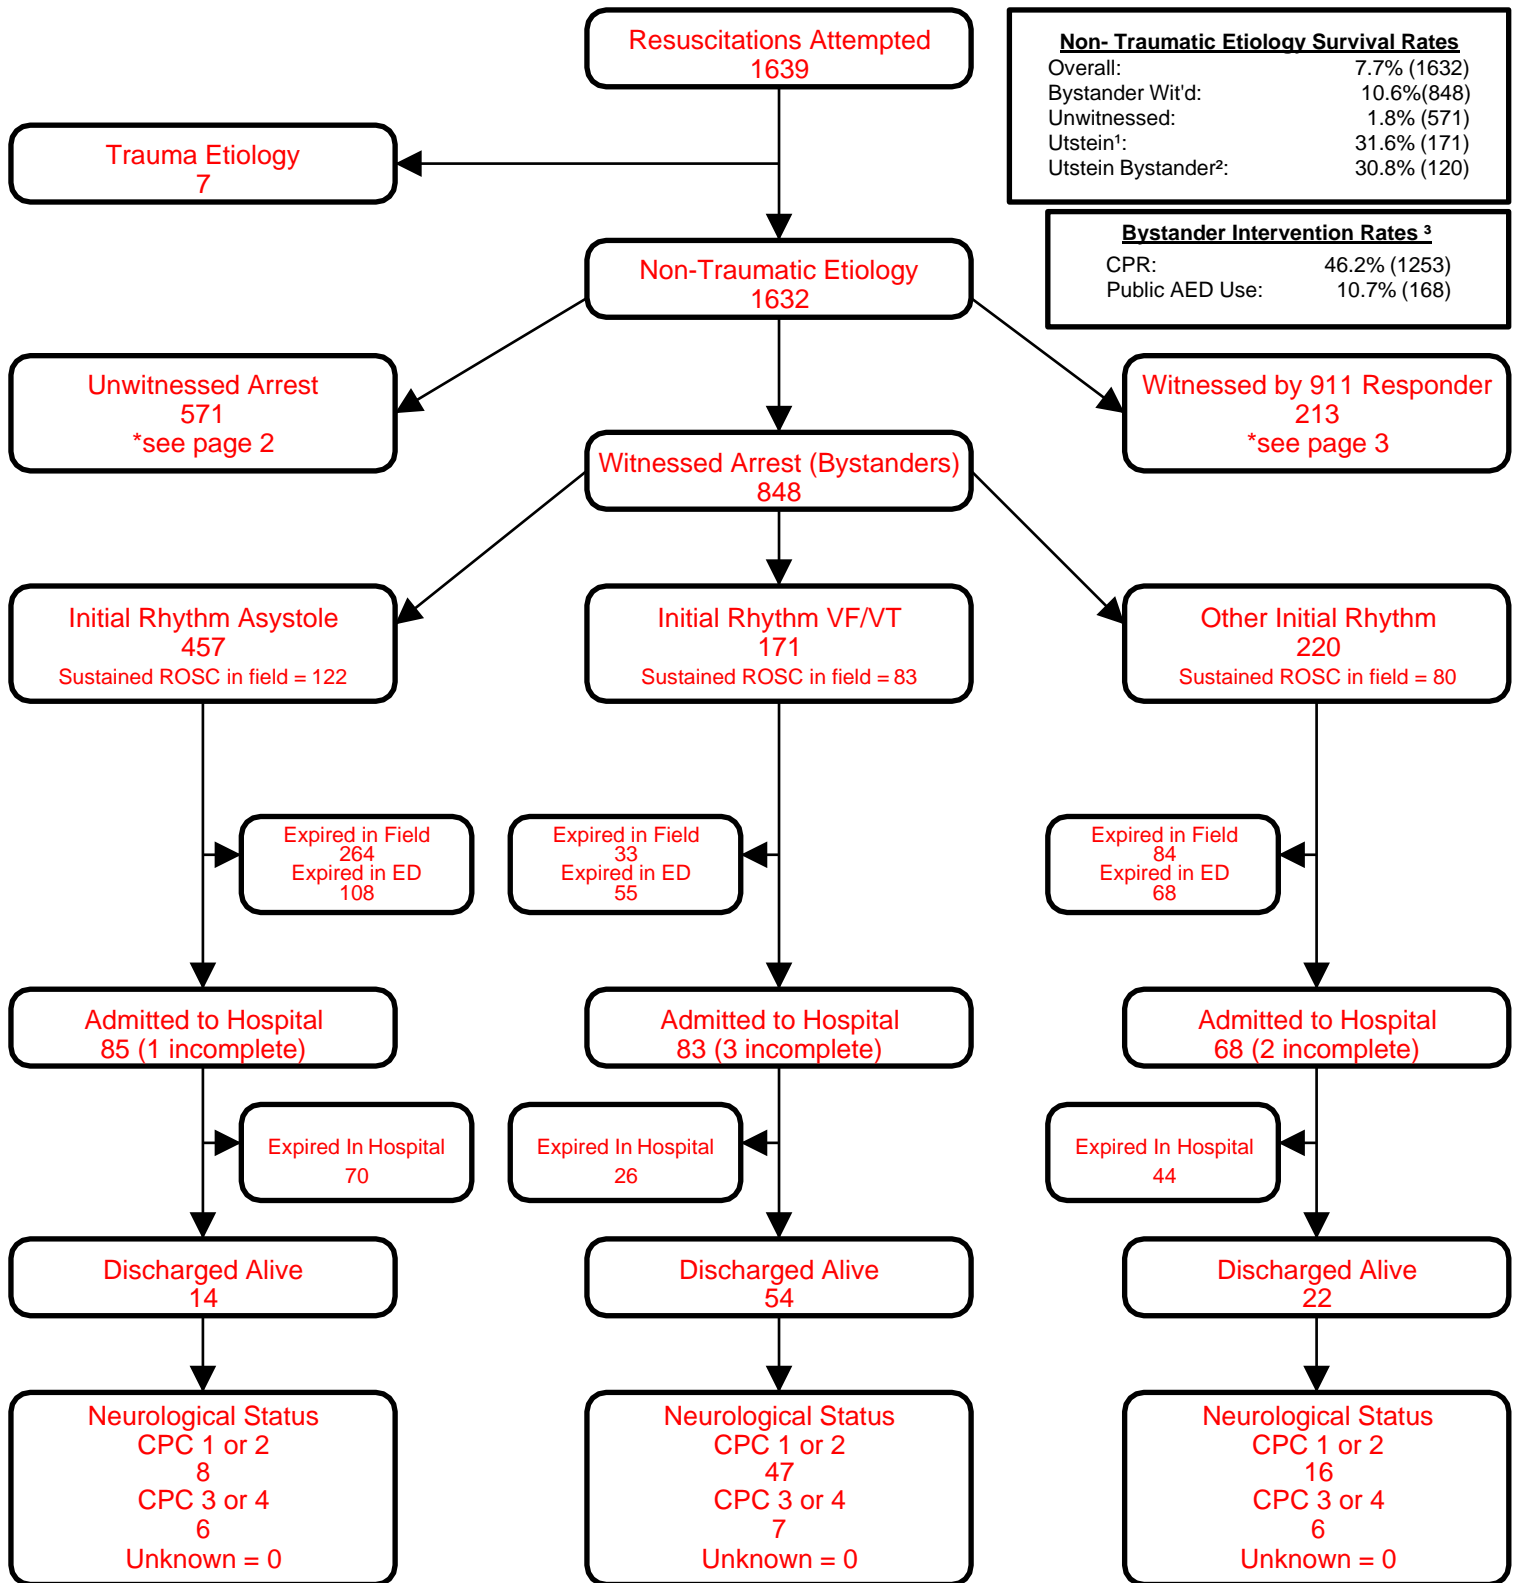 Resuscitations Attempted
1639
Non- Traumatic Etiology Survival Rates
Overall: 7.7% (1632)
Bystander Wit'd: 10.6%(848)
Unwitnessed: 1.8% (571)
Utstein¹: 31.6% (171)
Utstein Bystander²: 30.8% (120)
Trauma Etiology
7
Bystander Intervention Rates ³
CPR: 46.2% (1253)
Public AED Use: 10.7% (168)
Non-Traumatic Etiology
1632
Unwitnessed Arrest
571
*see page 2
Witnessed by 911 Responder
213
*see page 3
Witnessed Arrest (Bystanders)
848
Initial Rhythm Asystole
457
Sustained ROSC in field = 122
Initial Rhythm VF/VT
171
Sustained ROSC in field = 83
Other Initial Rhythm
220
Sustained ROSC in field = 80
Expired in Field
264
Expired in ED
108
Expired in Field
33
Expired in ED
55
Expired in Field
84
Expired in ED
68
Admitted to Hospital
85 (1 incomplete)
Admitted to Hospital
83 (3 incomplete)
Admitted to Hospital
68 (2 incomplete)
Expired In Hospital
70
Expired In Hospital
26
Expired In Hospital
44
Discharged Alive
14
Discharged Alive
54
Discharged Alive
22
Neurological Status
CPC 1 or 2
8
CPC 3 or 4
6
Unknown = 0
Neurological Status
CPC 1 or 2
47
CPC 3 or 4
7
Unknown = 0
Neurological Status
CPC 1 or 2
16
CPC 3 or 4
6
Unknown = 0